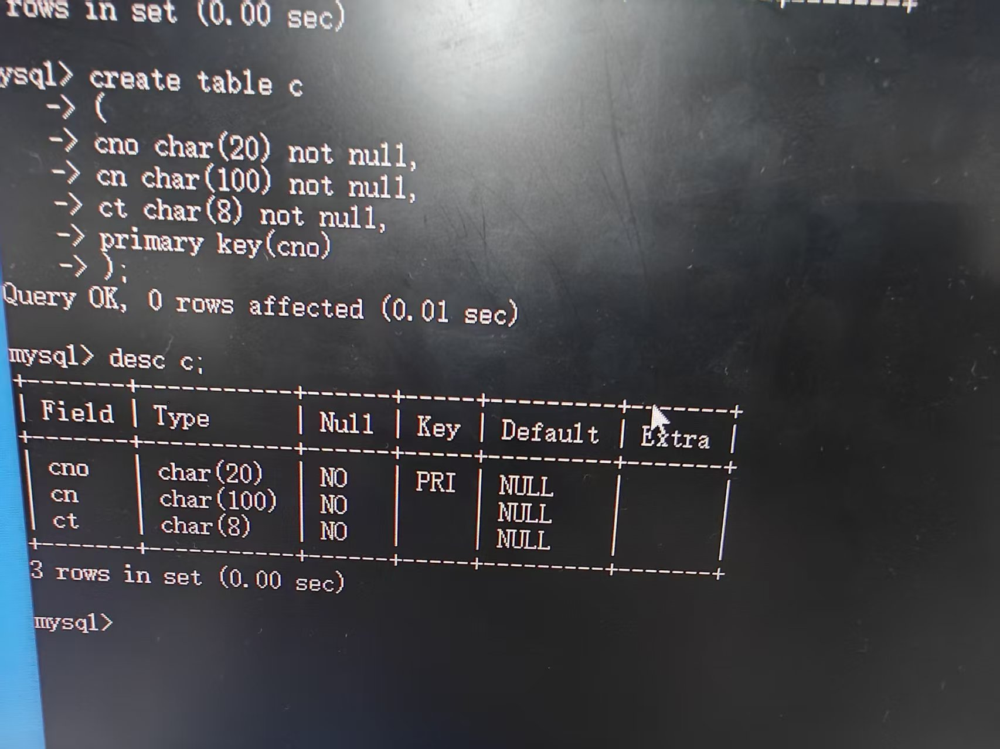 rows in set (0.00 sec)
ysql> create table c
-> (
-> cno char(20) not null,
-> cn char(100) not null,
-> ct char(8) not null,
-> primary key(cno)
-> );
Query OK, 0 rows affected (0.01 sec)
mysql> desc c;
+-------+-----------+------+-----+---------+-------+
| Field | Type | Null | Key | Default | Extra |
+-------+-----------+------+-----+---------+-------+
| cno | char(20) | NO | PRI | NULL | |
| cn | char(100) | NO | | NULL | |
| ct | char(8) | NO | | NULL | |
+-------+-----------+------+-----+---------+-------+
3 rows in set (0.00 sec)
mysql>